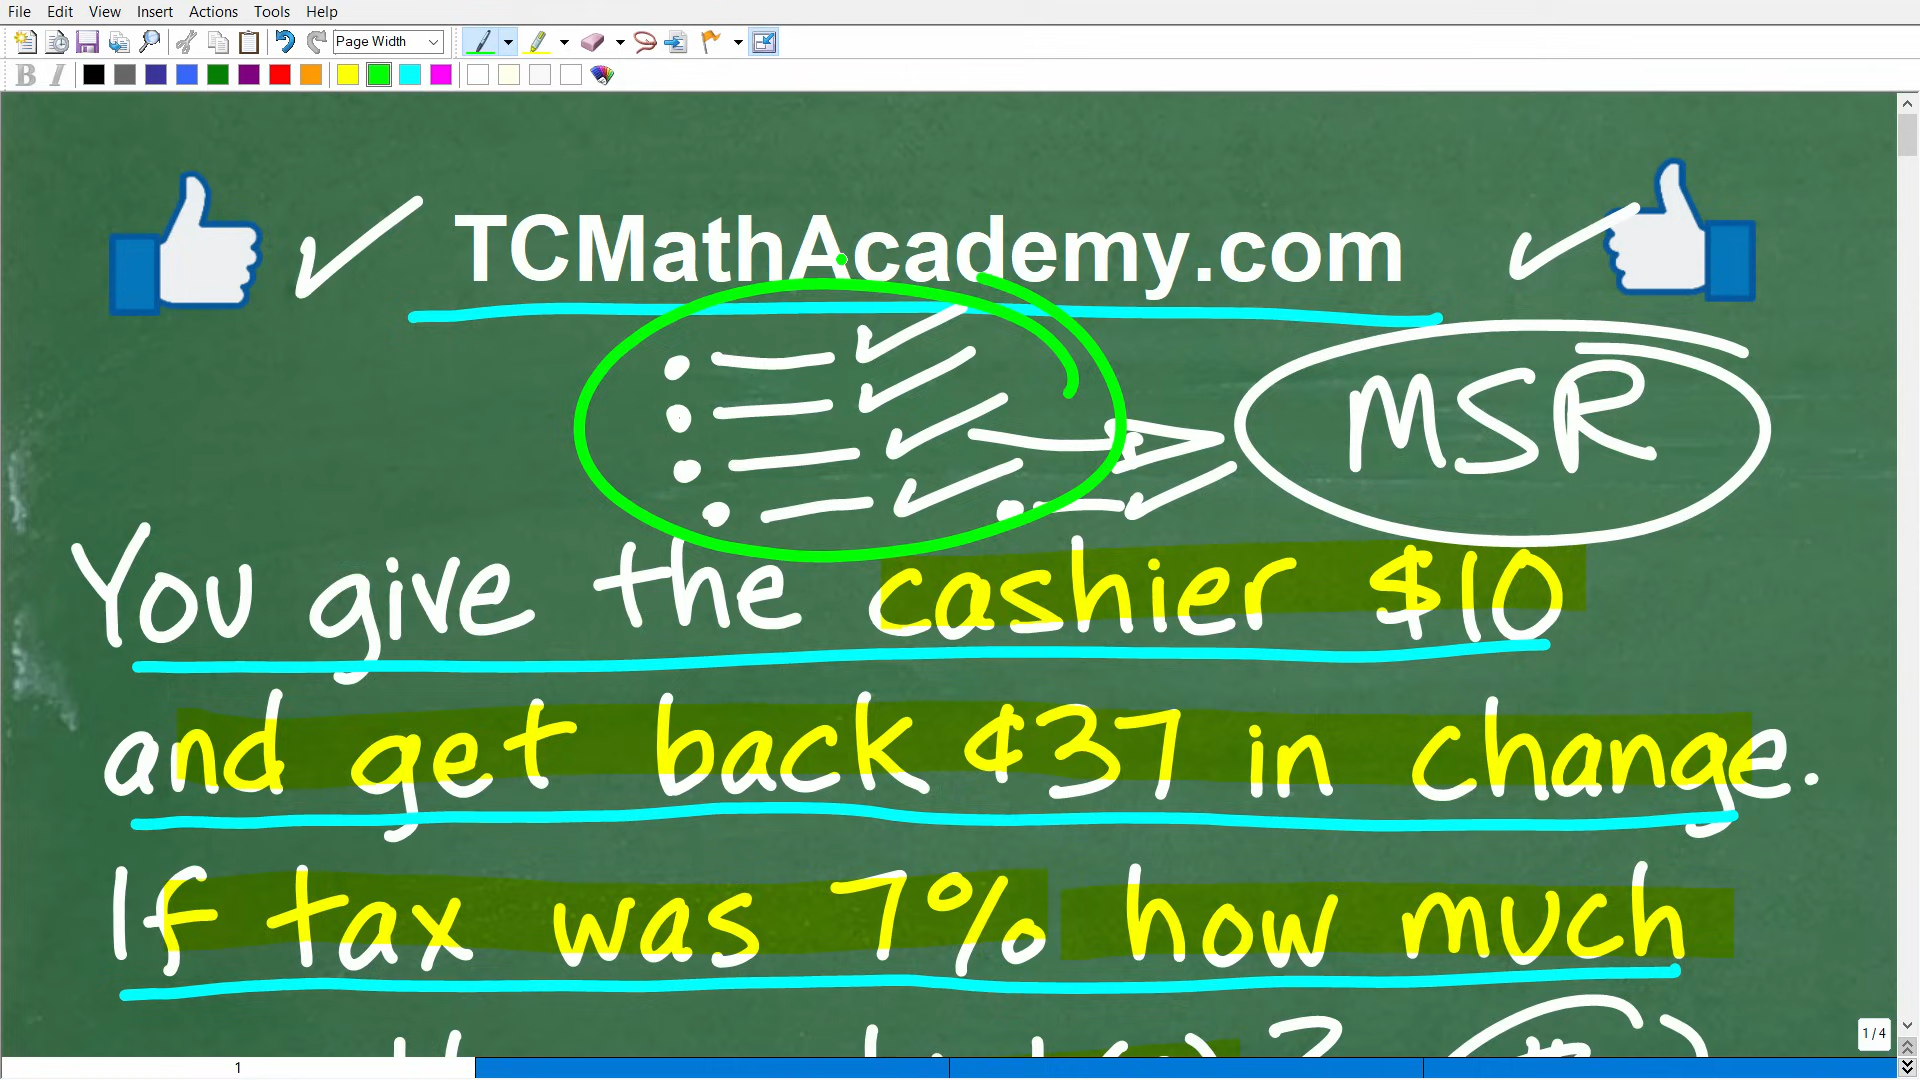 File Edit View Insert Actions Tools Help
Page Width
B I
TCMathAcademy.com
MSR
You give the cashier $10
and get back ¢37 in change.
If tax was 7% how much
1 / 4
1